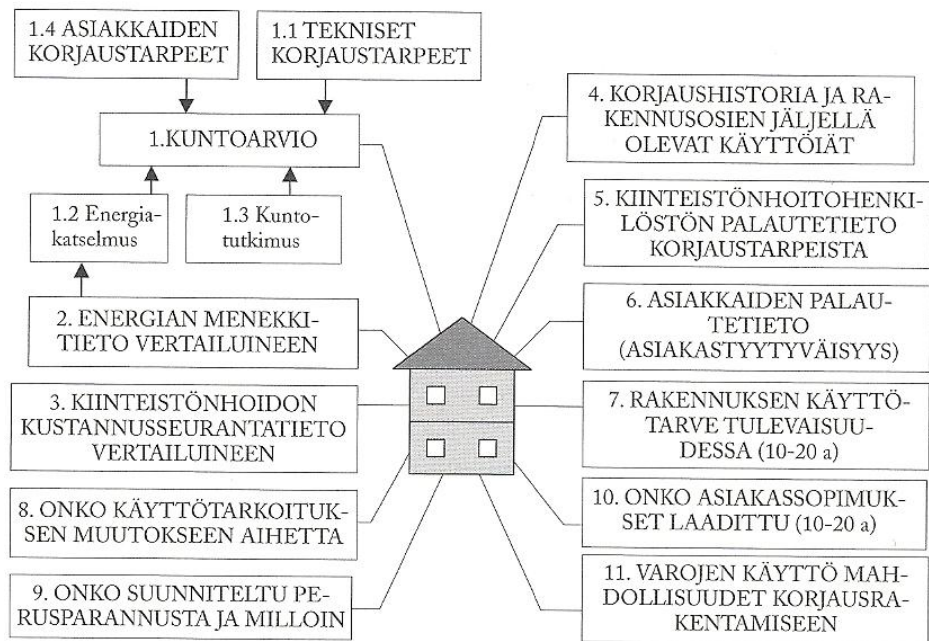 1.4 ASIAKKAIDEN
KORJAUSTARPEET
1.1 TEKNISET
KORJAUSTARPEET
1.KUNTOARVIO
1.2 Energia-
katselmus
1.3 Kunto-
tutkimus
2. ENERGIAN MENEKKI-
TIETO VERTAILUINEEN
3. KIINTEISTÖNHOIDON
KUSTANNUSSEURANTATIETO
VERTAILUINEEN
8. ONKO KÄYTTÖTARKOITUK-
SEN MUUTOKSEEN AIHETTA
9. ONKO SUUNNITELTU PE-
RUSPARANNUSTA JA MILLOIN
4. KORJAUSHISTORIA JA RA-
KENNUSOSIEN JÄLJELLÄ
OLEVAT KÄYTTÖIÄT
5. KIINTEISTÖNHOITOHENKI-
LÖSTÖN PALAUTETIETO
KORJAUSTARPEISTA
6. ASIAKKAIDEN PALAU-
TETIETO
(ASIAKASTYYTYVÄISYYS)
7. RAKENNUKSEN KÄYTTÖ-
TARVE TULEVAISUU-
DESSA (10-20 a)
10. ONKO ASIAKASSOPIMUK-
SET LAADITTU (10-20 a)
11. VAROJEN KÄYTTÖ MAH-
DOLLISUUDET KORJAUSRA-
KENTAMISEEN